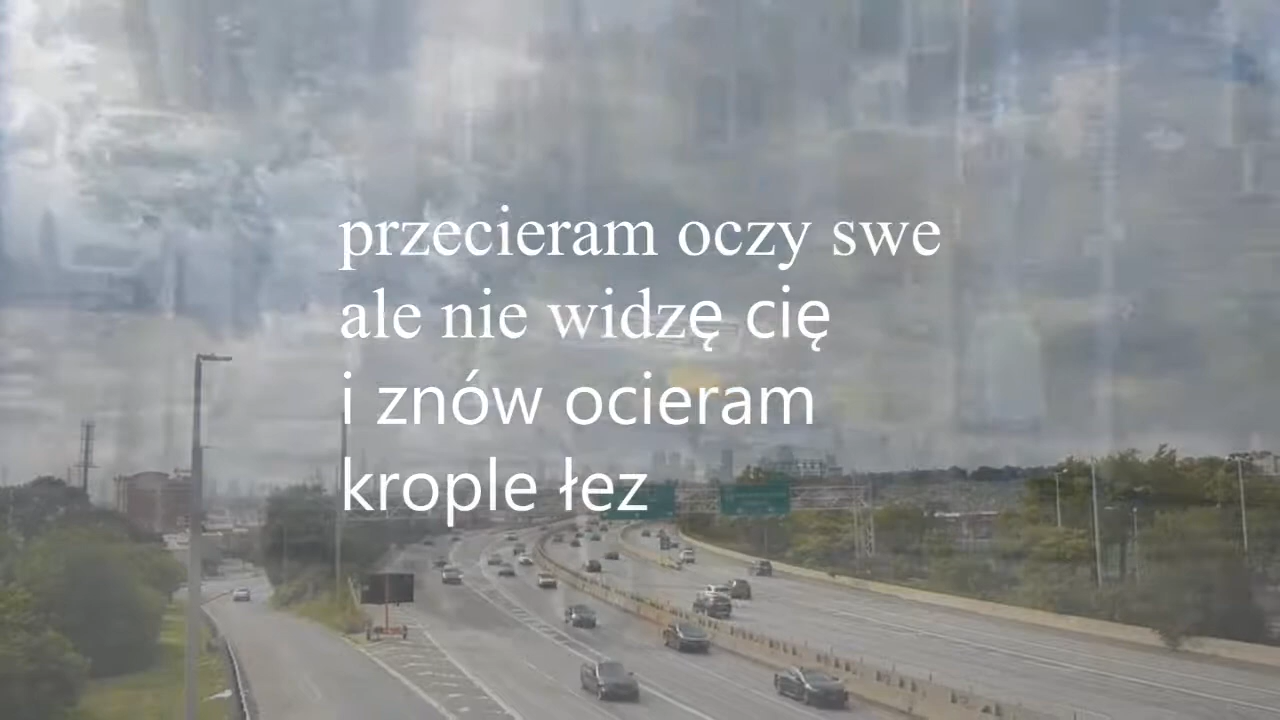 przecieram oczy swe
ale nie widzę cię
i znów ocieram
krople łez